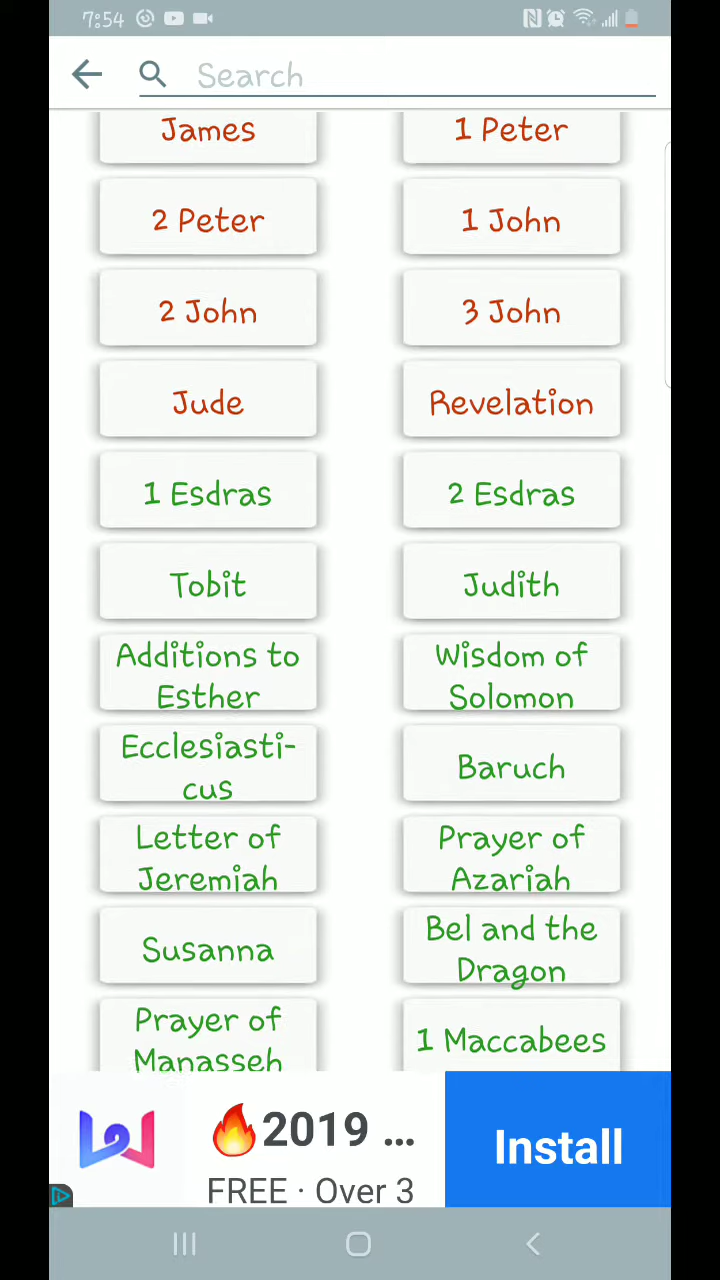 7:54
Search
James
1 Peter
2 Peter
1 John
2 John
3 John
Jude
Revelation
1 Esdras
2 Esdras
Tobit
Judith
Additions to
Esther
Wisdom of
Solomon
Ecclesiasti-
cus
Baruch
Letter of
Jeremiah
Prayer of
Azariah
Susanna
Bel and the
Dragon
Prayer of
Manasseh
1 Maccabees
🔥2019 ...
FREE · Over 3
Install